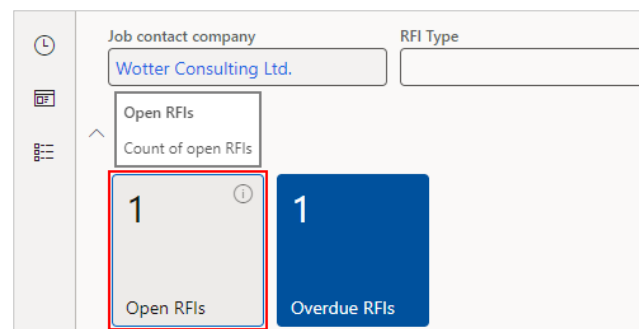 Job contact company
RFI Type
Wotter Consulting Ltd.
Open RFIs
Count of open RFIs
1
1
Open RFIs
Overdue RFIs